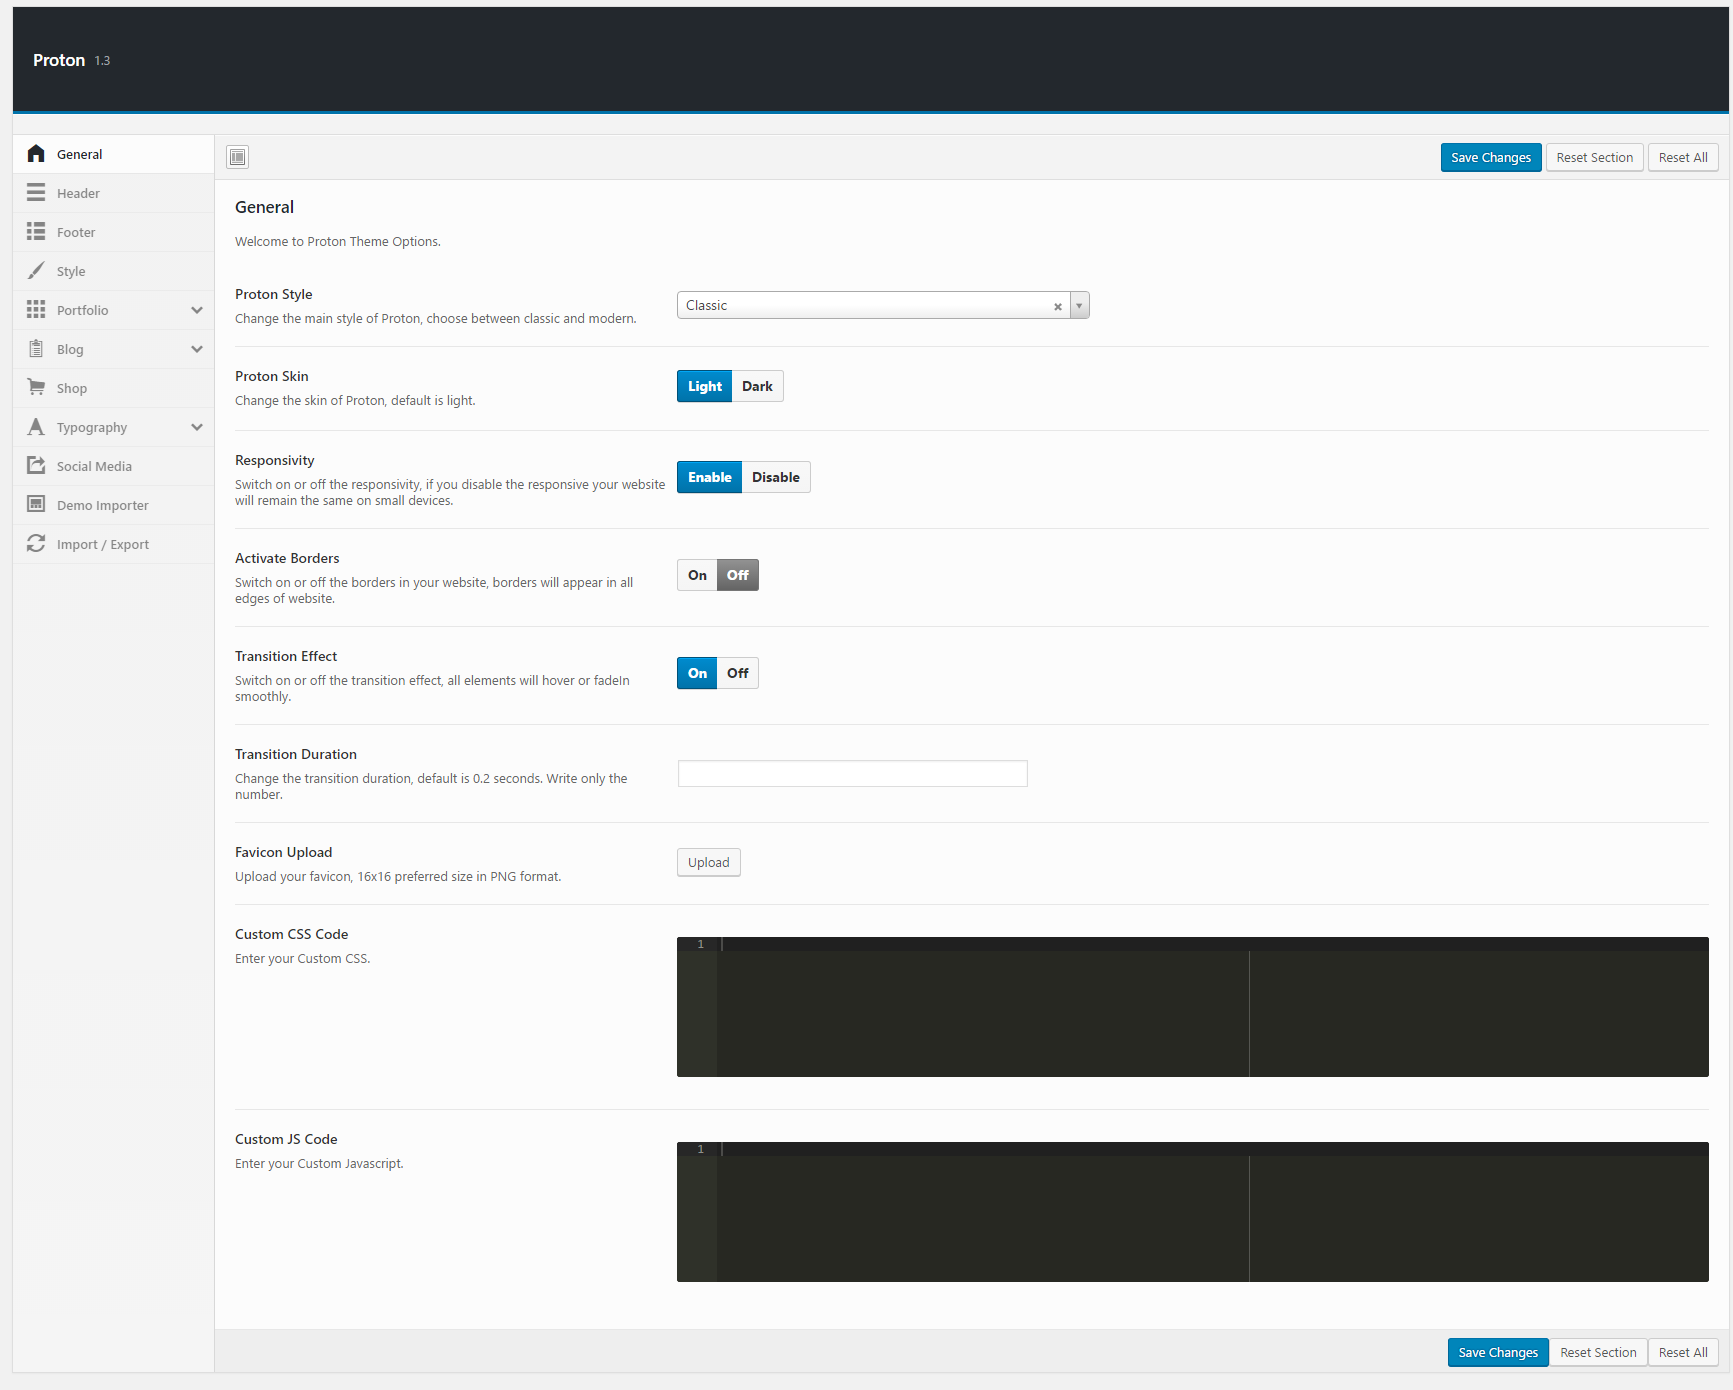 Proton 1.3
General
Header
Footer
Style
Portfolio
Blog
Shop
Typography
Social Media
Demo Importer
Import / Export
Save Changes Reset Section Reset All
General
Welcome to Proton Theme Options.
Proton Style
Change the main style of Proton, choose between classic and modern.
Classic
Proton Skin
Change the skin of Proton, default is light.
Light Dark
Responsivity
Switch on or off the responsivity, if you disable the responsive your website
will remain the same on small devices.
Enable Disable
Activate Borders
Switch on or off the borders in your website, borders will appear in all
edges of website.
On Off
Transition Effect
Switch on or off the transition effect, all elements will hover or fadeIn
smoothly.
On Off
Transition Duration
Change the transition duration, default is 0.2 seconds. Write only the
number.
Favicon Upload
Upload your favicon, 16x16 preferred size in PNG format.
Upload
Custom CSS Code
Enter your Custom CSS.
1
Custom JS Code
Enter your Custom Javascript.
1
Save Changes Reset Section Reset All